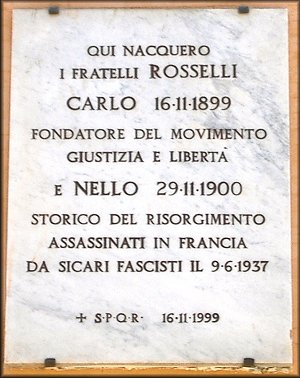 QUI NACQUERO
I FRATELLI ROSSELLI
CARLO 16·11·1899
FONDATORE DEL MOVIMENTO
GIUSTIZIA E LIBERTÀ
E NELLO 29·11·1900
STORICO DEL RISORGIMENTO
ASSASSINATI IN FRANCIA
DA SICARI FASCISTI IL 9·6·1937
+ S·P·Q·R· 16·11·1999